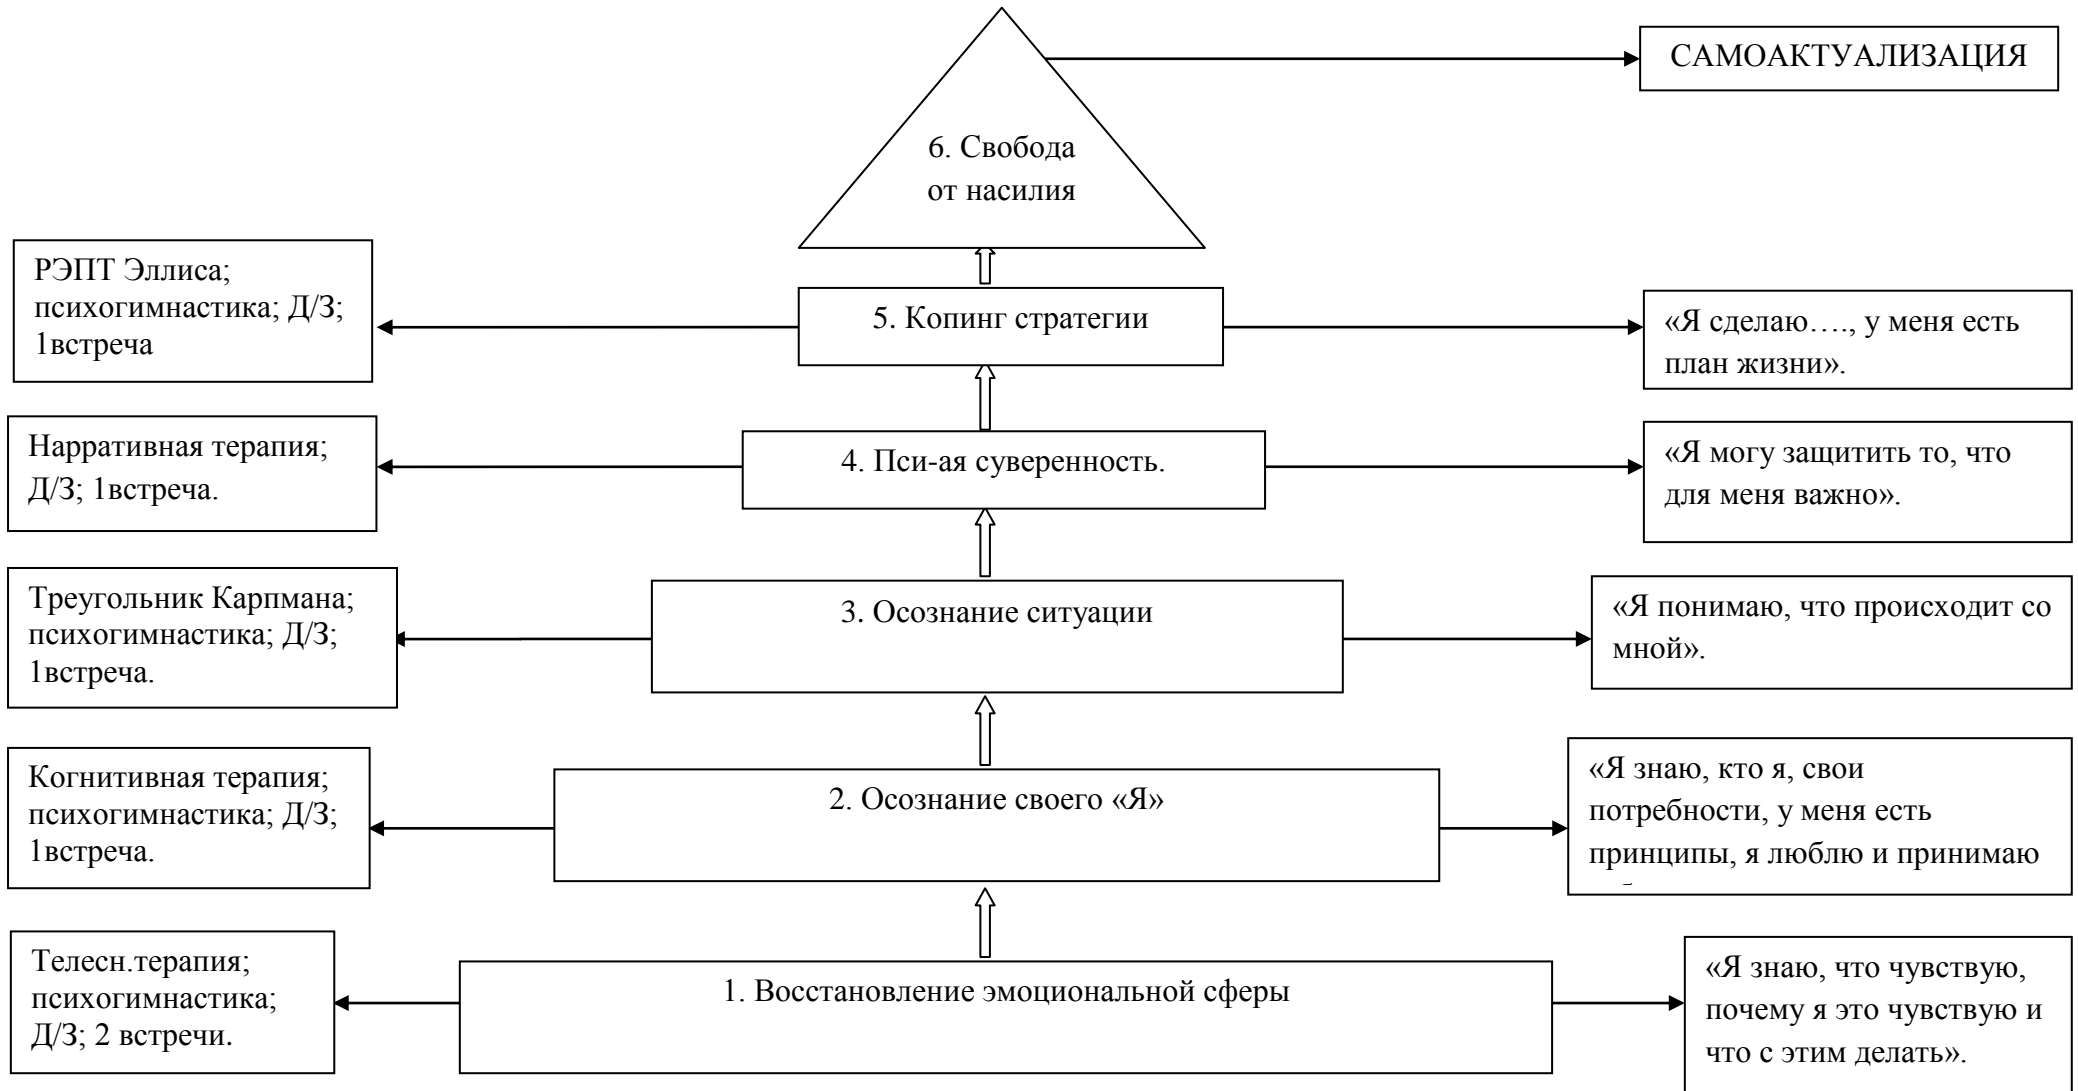 САМОАКТУАЛИЗАЦИЯ
6. Свобода
от насилия
РЭПТ Эллиса;
психогимнастика; Д/З;
1встреча
5. Копинг стратегии
«Я сделаю…., у меня есть
план жизни».
Нарративная терапия;
Д/З; 1встреча.
4. Пси-ая суверенность.
«Я могу защитить то, что
для меня важно».
Треугольник Карпмана;
психогимнастика; Д/З;
1встреча.
3. Осознание ситуации
«Я понимаю, что происходит со
мной».
Когнитивная терапия;
психогимнастика; Д/З;
1встреча.
2. Осознание своего «Я»
«Я знаю, кто я, свои
потребности, у меня есть
принципы, я люблю и принимаю
Телесн.терапия;
психогимнастика;
Д/З; 2 встречи.
1. Восстановление эмоциональной сферы
«Я знаю, что чувствую,
почему я это чувствую и
что с этим делать».